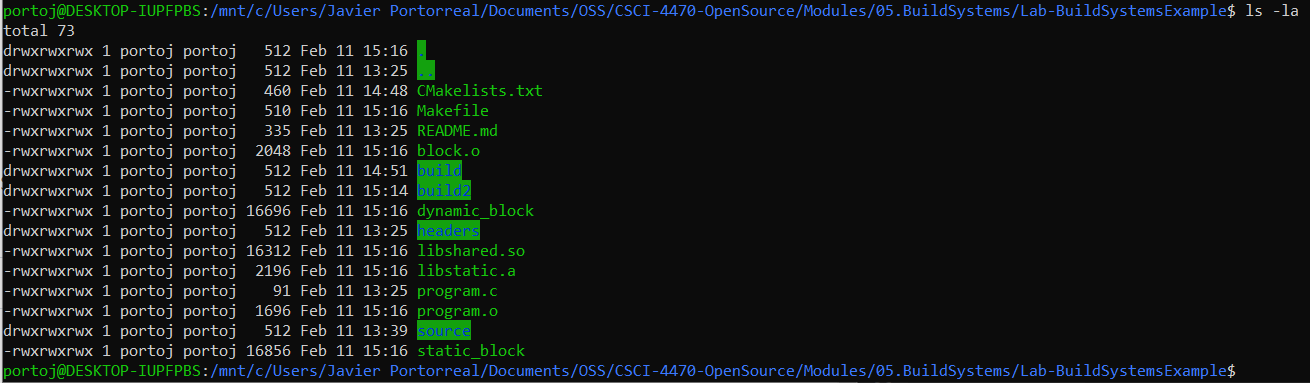 portoj@DESKTOP-IUPFPBS:/mnt/c/Users/Javier Portorreal/Documents/OSS/CSCI-4470-OpenSource/Modules/05.BuildSystems/Lab-BuildSystemsExample$ ls -la
total 73
drwxrwxrwx 1 portoj portoj   512 Feb 11 15:16 .
drwxrwxrwx 1 portoj portoj   512 Feb 11 13:25 ..
-rwxrwxrwx 1 portoj portoj   460 Feb 11 14:48 CMakelists.txt
-rwxrwxrwx 1 portoj portoj   510 Feb 11 15:16 Makefile
-rwxrwxrwx 1 portoj portoj   335 Feb 11 13:25 README.md
-rwxrwxrwx 1 portoj portoj  2048 Feb 11 15:16 block.o
drwxrwxrwx 1 portoj portoj   512 Feb 11 14:51 build
drwxrwxrwx 1 portoj portoj   512 Feb 11 15:14 build2
-rwxrwxrwx 1 portoj portoj 16696 Feb 11 15:16 dynamic_block
drwxrwxrwx 1 portoj portoj   512 Feb 11 13:25 headers
-rwxrwxrwx 1 portoj portoj 16312 Feb 11 15:16 libshared.so
-rwxrwxrwx 1 portoj portoj  2196 Feb 11 15:16 libstatic.a
-rwxrwxrwx 1 portoj portoj    91 Feb 11 13:25 program.c
-rwxrwxrwx 1 portoj portoj  1696 Feb 11 15:16 program.o
drwxrwxrwx 1 portoj portoj   512 Feb 11 13:39 source
-rwxrwxrwx 1 portoj portoj 16856 Feb 11 15:16 static_block
portoj@DESKTOP-IUPFPBS:/mnt/c/Users/Javier Portorreal/Documents/OSS/CSCI-4470-OpenSource/Modules/05.BuildSystems/Lab-BuildSystemsExample$